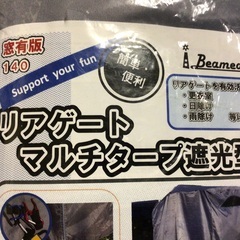 窓有版
140
Support your fun
簡単
便利
Beamec
リアゲートを有効活
・更衣室
・日除け
・雨除け
リアゲート
マルチタープ遮光型